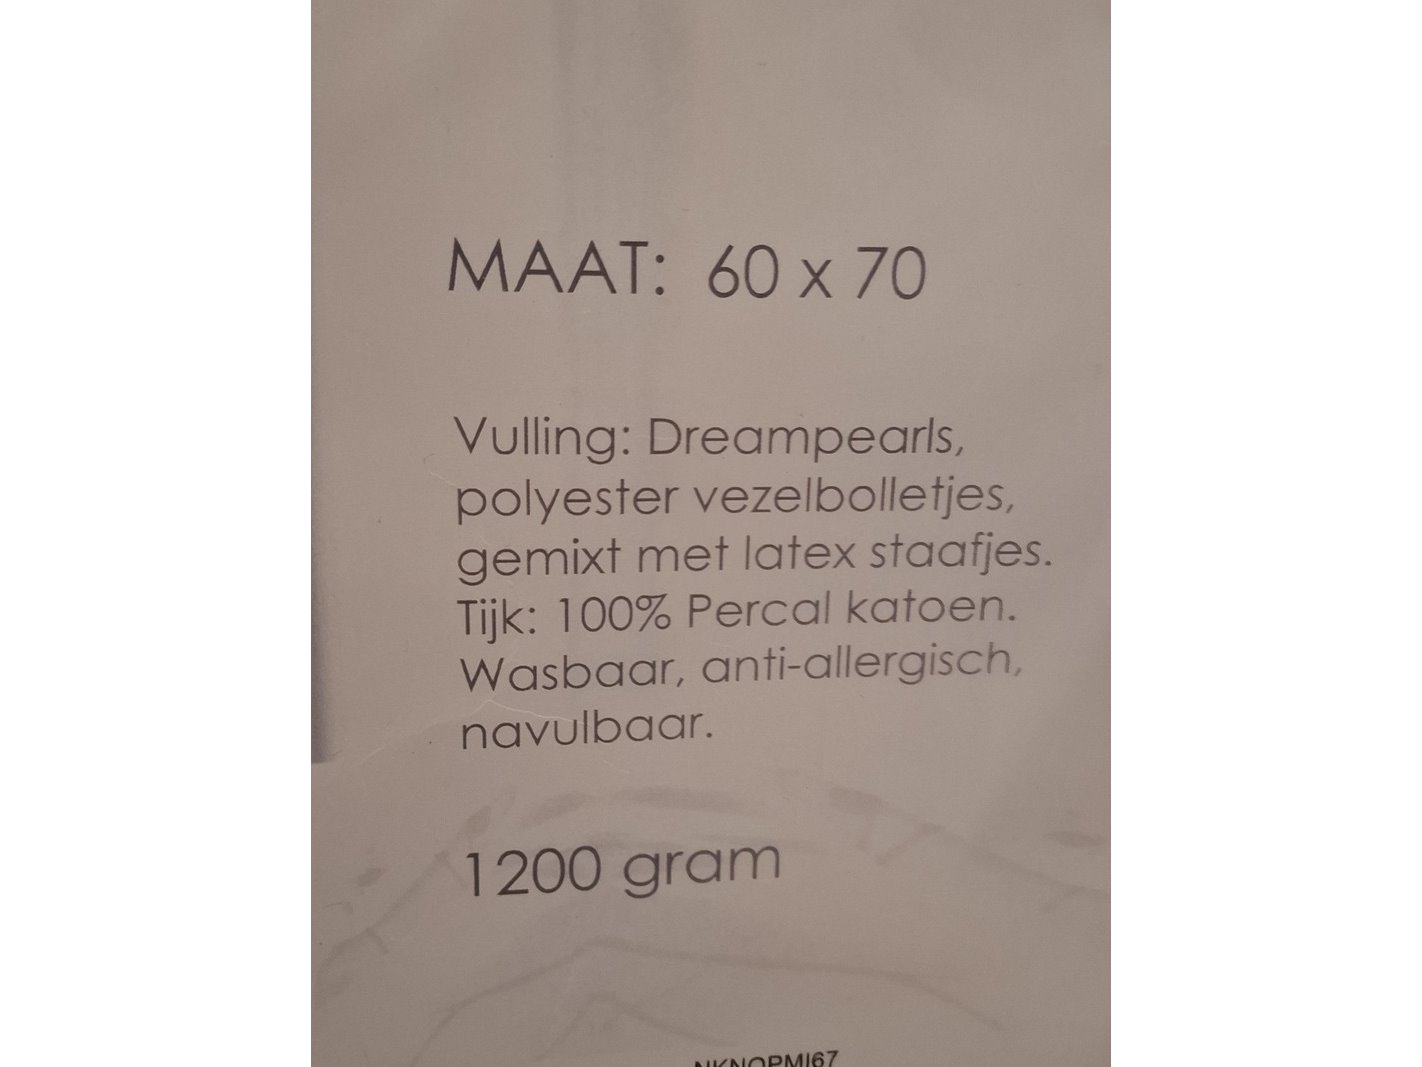 MAAT: 60 x 70
Vulling: Dreampearls,
polyester vezelbolletjes,
gemixt met latex staafjes.
Tijk: 100% Percal katoen.
Wasbaar, anti-allergisch,
navulbaar.
1200 gram
NKNOPMI67